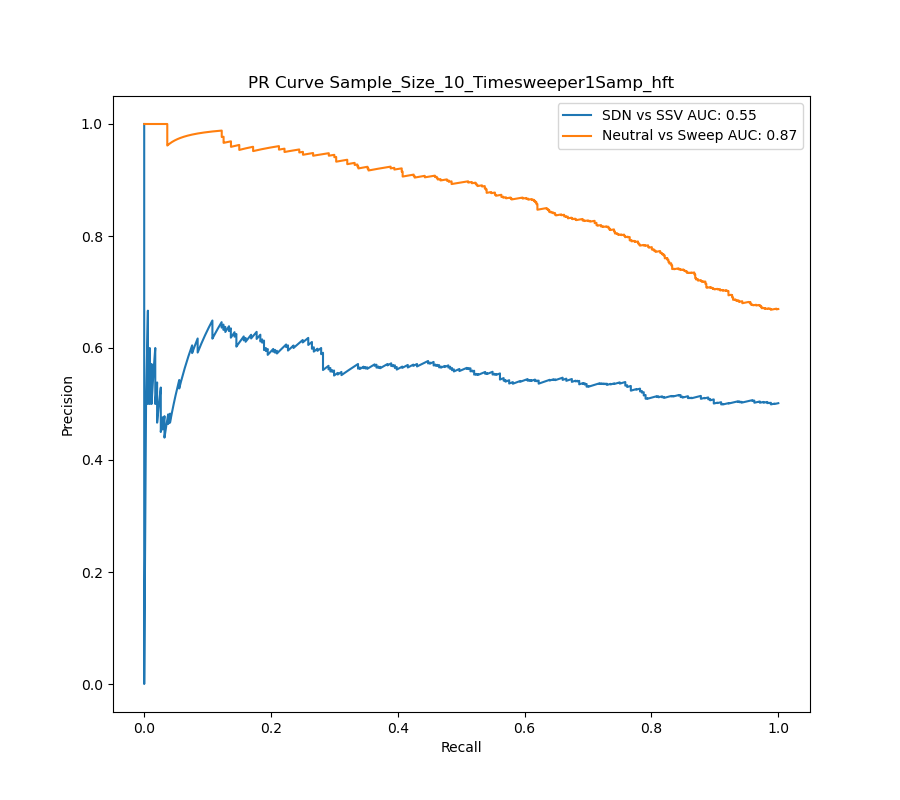 PR Curve Sample_Size_10_Timesweeper1Samp_hft
SDN vs SSV AUC: 0.55
Neutral vs Sweep AUC: 0.87
1.0
0.8
0.6
0.4
0.2
0.0
Precision
0.0 0.2 0.4 0.6 0.8 1.0
Recall